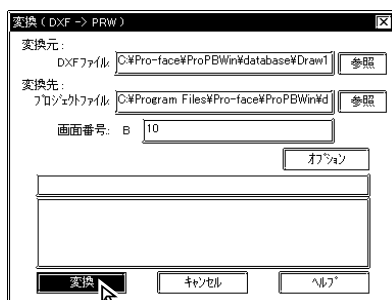 変換 ( DXF -> PRW )
変換元 :
DXFファイル C:¥Pro-face¥ProPBWin¥database¥Draw1 参照
変換先 :
プロジェクトファイル C:¥Program Files¥Pro-face¥ProPBWin¥d 参照
画面番号: B 10
オプション
変換 キャンセル ヘルプ